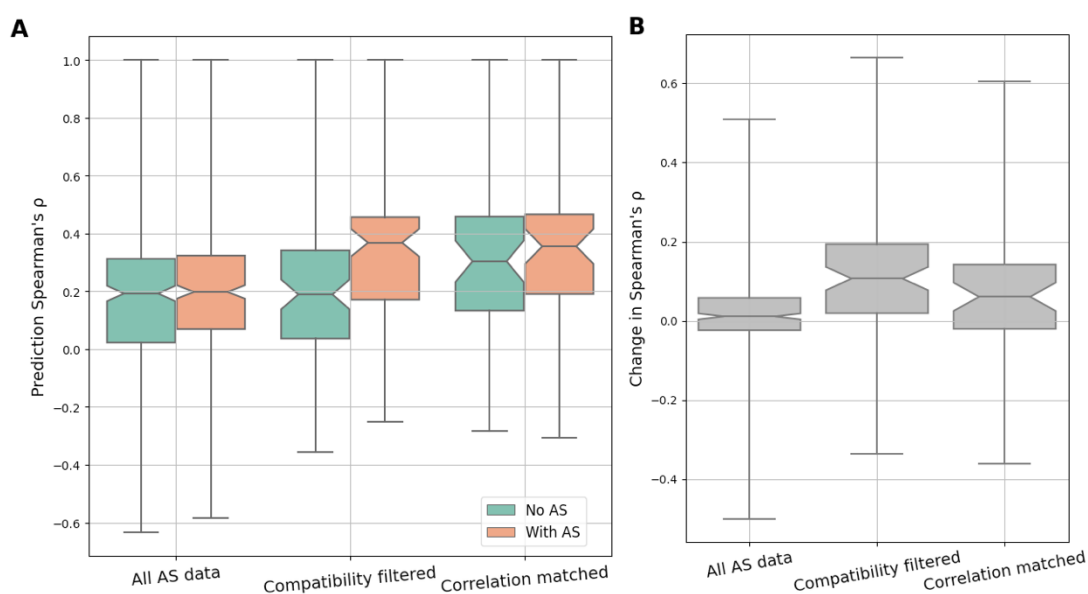 A
Prediction Spearman's ρ
1.0
0.8
0.6
0.4
0.2
0.0
−0.2
−0.4
−0.6
No AS
With AS
All AS data
Compatibility filtered
Correlation matched
B
Change in Spearman's ρ
0.6
0.4
0.2
0.0
−0.2
−0.4
All AS data
Compatibility filtered
Correlation matched